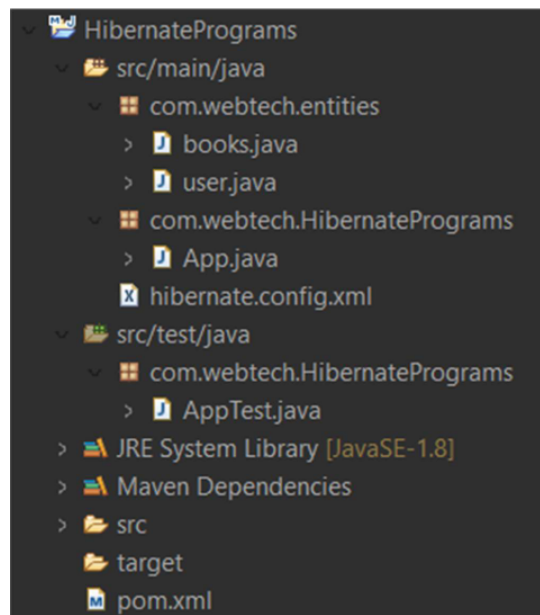 HibernatePrograms
src/main/java
com.webtech.entities
books.java
user.java
com.webtech.HibernatePrograms
App.java
hibernate.config.xml
src/test/java
com.webtech.HibernatePrograms
AppTest.java
JRE System Library [JavaSE-1.8]
Maven Dependencies
src
target
pom.xml